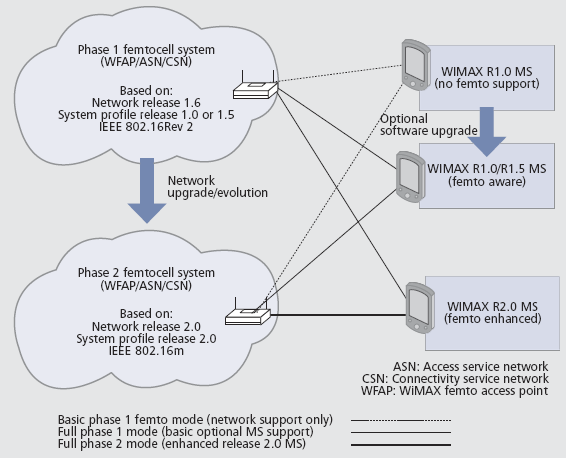 Phase 1 femtocell system
(WFAP/ASN/CSN)
Based on:
Network release 1.6
System profile release 1.0 or 1.5
IEEE 802.16Rev 2
WIMAX R1.0 MS
(no femto support)
Optional
software upgrade
WIMAX R1.0/R1.5 MS
(femto aware)
Network
upgrade/evolution
Phase 2 femtocell system
(WFAP/ASN/CSN)
Based on:
Network release 2.0
System profile release 2.0
IEEE 802.16m
WIMAX R2.0 MS
(femto enhanced)
ASN: Access service network
CSN: Connectivity service network
WFAP: WiMAX femto access point
Basic phase 1 femto mode (network support only)
Full phase 1 mode (basic optional MS support)
Full phase 2 mode (enhanced release 2.0 MS)